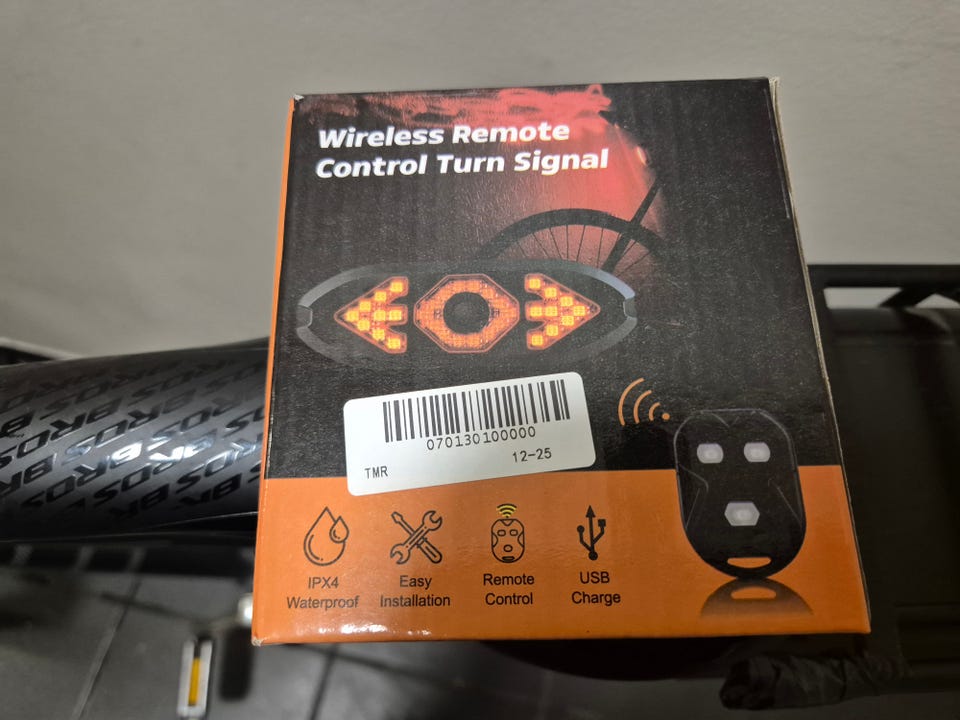 Wireless Remote
Control Turn Signal
070130100000
TMR
12-25
IPX4
Waterproof
Easy
Installation
Remote
Control
USB
Charge